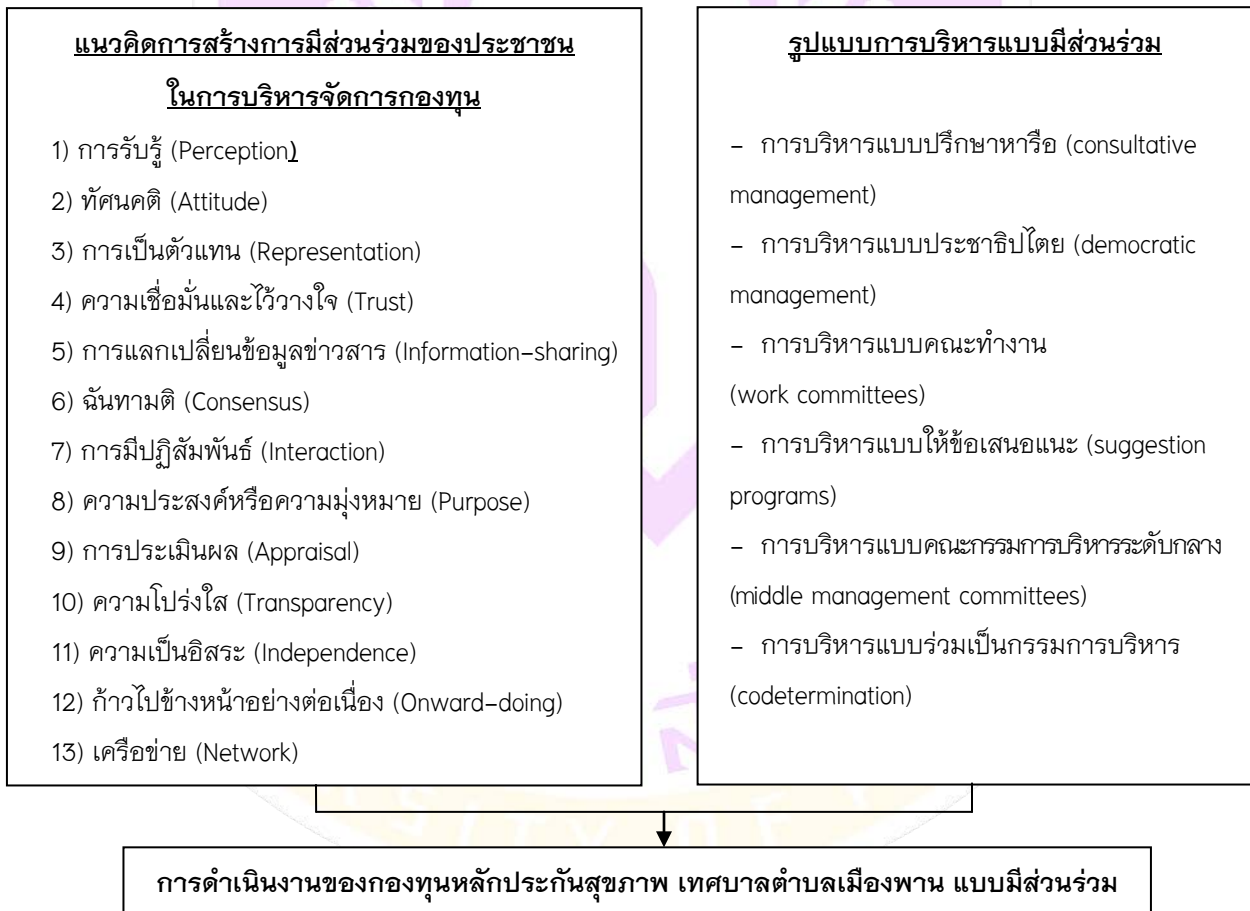 แนวคิดการสร้างการมีส่วนร่วมของประชาชน
ในการบริหารจัดการกองทุน
1) การรับรู้ (Perception)
2) ทัศนคติ (Attitude)
3) การเป็นตัวแทน (Representation)
4) ความเชื่อมั่นและไว้วางใจ (Trust)
5) การแลกเปลี่ยนข้อมูลข่าวสาร (Information–sharing)
6) ฉันทามติ (Consensus)
7) การมีปฏิสัมพันธ์ (Interaction)
8) ความประสงค์หรือความมุ่งหมาย (Purpose)
9) การประเมินผล (Appraisal)
10) ความโปร่งใส (Transparency)
11) ความเป็นอิสระ (Independence)
12) ก้าวไปข้างหน้าอย่างต่อเนื่อง (Onward–doing)
13) เครือข่าย (Network)
รูปแบบการบริหารแบบมีส่วนร่วม
– การบริหารแบบปรึกษาหารือ (consultative
management)
– การบริหารแบบประชาธิปไตย (democratic
management)
– การบริหารแบบคณะทำงาน
(work committees)
– การบริหารแบบให้ข้อเสนอแนะ (suggestion
programs)
– การบริหารแบบคณะกรรมการบริหารระดับกลาง
(middle management committees)
– การบริหารแบบร่วมเป็นกรรมการบริหาร
(codetermination)
การดำเนินงานของกองทุนหลักประกันสุขภาพ เทศบาลตำบลเมืองพาน แบบมีส่วนร่วม